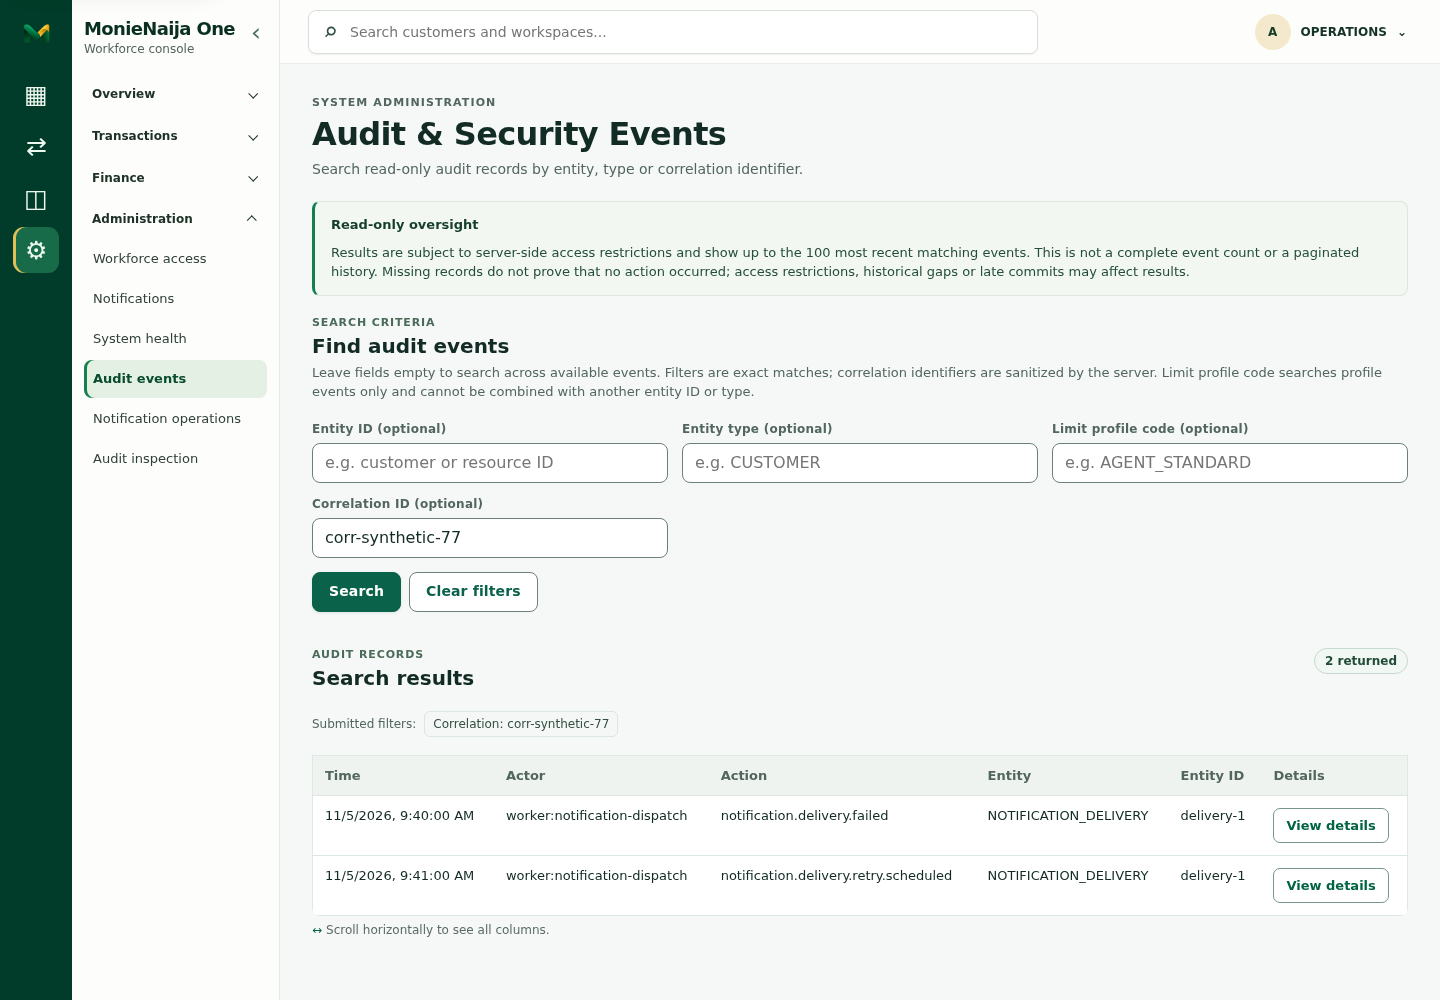 MonieNaija One
Workforce console
Search customers and workspaces...
A
OPERATIONS
Overview
Transactions
Finance
Administration
Workforce access
Notifications
System health
Audit events
Notification operations
Audit inspection
SYSTEM ADMINISTRATION
Audit & Security Events
Search read-only audit records by entity, type or correlation identifier.
Read-only oversight
Results are subject to server-side access restrictions and show up to the 100 most recent matching events. This is not a complete event count or a paginated
history. Missing records do not prove that no action occurred; access restrictions, historical gaps or late commits may affect results.
SEARCH CRITERIA
Find audit events
Leave fields empty to search across available events. Filters are exact matches; correlation identifiers are sanitized by the server. Limit profile code searches profile
events only and cannot be combined with another entity ID or type.
Entity ID (optional) Entity type (optional) Limit profile code (optional)
e.g. customer or resource ID e.g. CUSTOMER e.g. AGENT_STANDARD
Correlation ID (optional)
corr-synthetic-77
Search Clear filters
AUDIT RECORDS
Search results
2 returned
Submitted filters: Correlation: corr-synthetic-77
Time Actor Action Entity Entity ID Details
11/5/2026, 9:40:00 AM worker:notification-dispatch notification.delivery.failed NOTIFICATION_DELIVERY delivery-1 View details
11/5/2026, 9:41:00 AM worker:notification-dispatch notification.delivery.retry.scheduled NOTIFICATION_DELIVERY delivery-1 View details
↔ Scroll horizontally to see all columns.